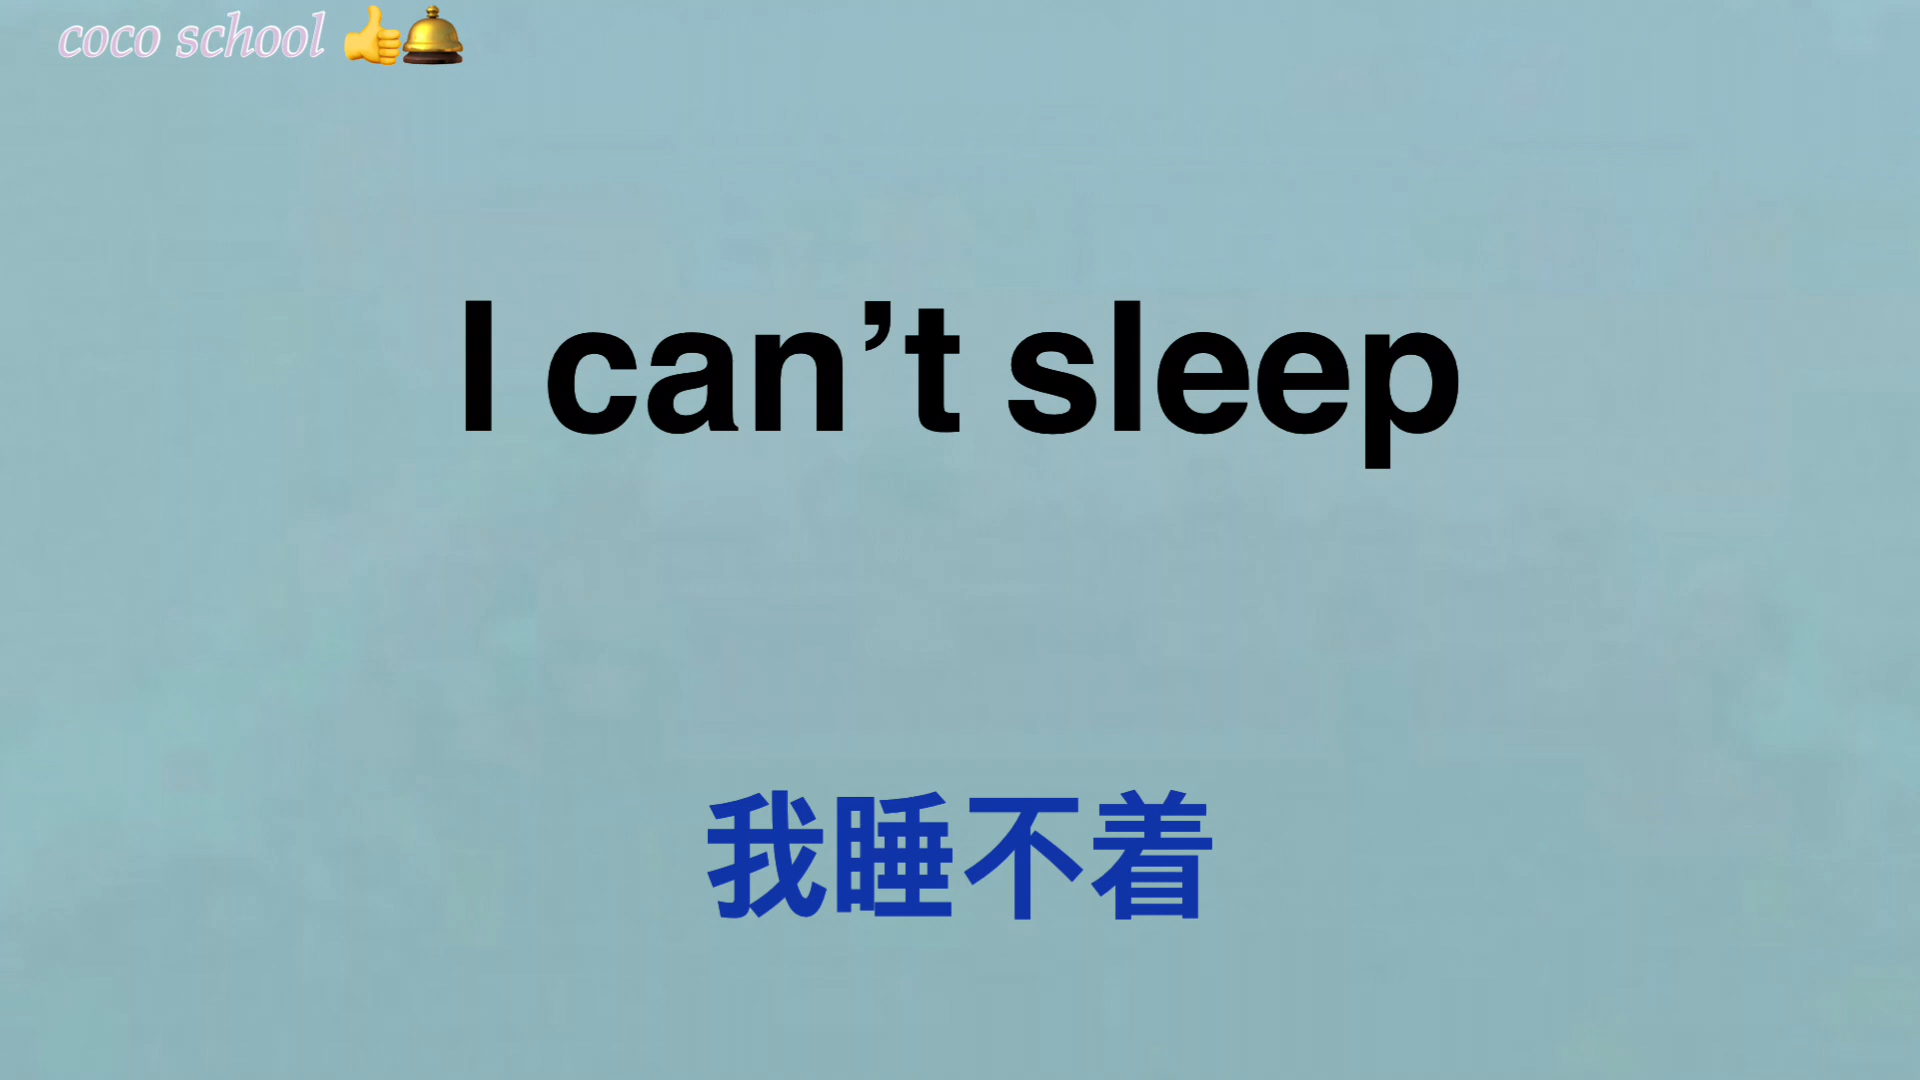 coco school 👍🛎️
I can’t sleep
我睡不着